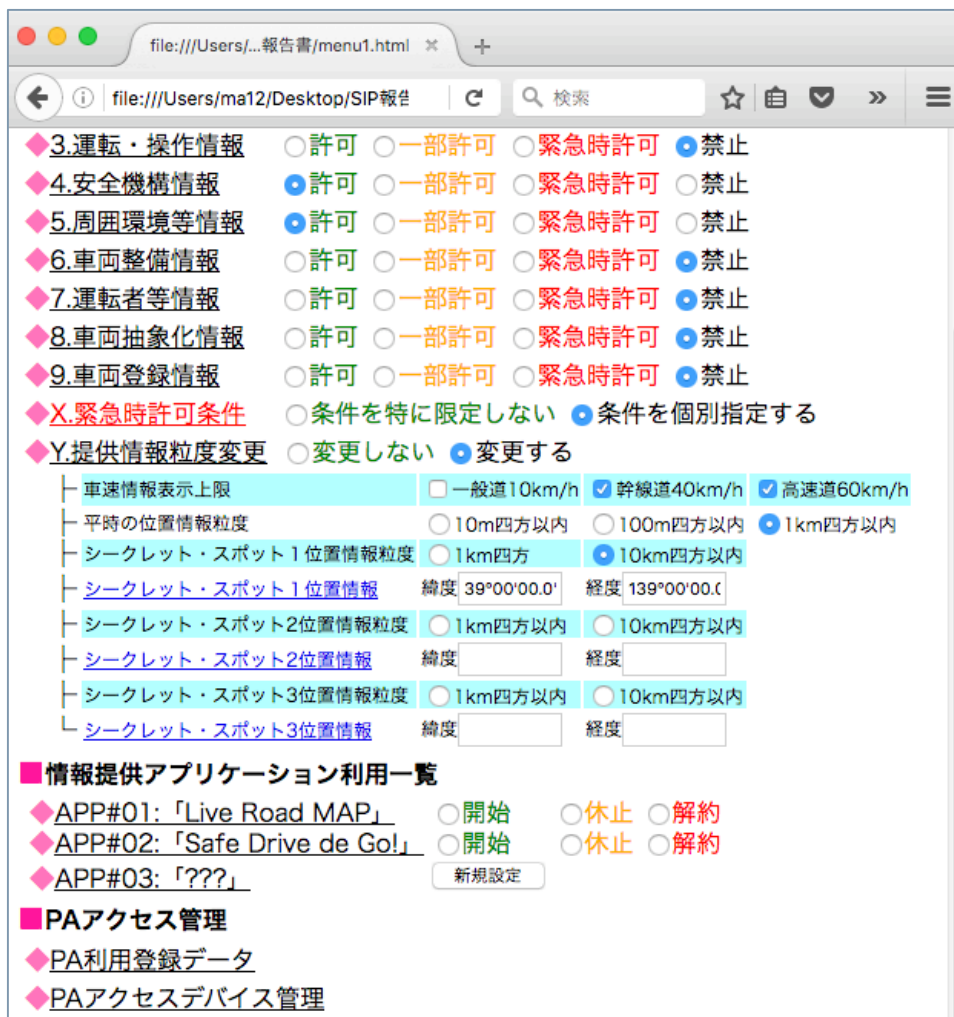 file:///Users/...報告書/menu1.html
file:///Users/ma12/Desktop/SIP報告 検索
3.運転・操作情報 許可 一部許可 緊急時許可 禁止
4.安全機構情報 許可 一部許可 緊急時許可 禁止
5.周囲環境等情報 許可 一部許可 緊急時許可 禁止
6.車両整備情報 許可 一部許可 緊急時許可 禁止
7.運転者等情報 許可 一部許可 緊急時許可 禁止
8.車両抽象化情報 許可 一部許可 緊急時許可 禁止
9.車両登録情報 許可 一部許可 緊急時許可 禁止
X.緊急時許可条件 条件を特に限定しない 条件を個別指定する
Y.提供情報粒度変更 変更しない 変更する
├ 車速情報表示上限 一般道10km/h 幹線道40km/h 高速道60km/h
├ 平時の位置情報粒度 10m四方以内 100m四方以内 1km四方以内
├ シークレット・スポット１位置情報粒度 1km四方 10km四方以内
├ シークレット・スポット１位置情報 緯度 39°00'00.0' 経度 139°00'00.(
├ シークレット・スポット2位置情報粒度 1km四方以内 10km四方以内
├ シークレット・スポット2位置情報 緯度 経度
├ シークレット・スポット3位置情報粒度 1km四方以内 10km四方以内
└ シークレット・スポット3位置情報 緯度 経度
■情報提供アプリケーション利用一覧
◆APP#01:「Live Road MAP」 開始 休止 解約
◆APP#02:「Safe Drive de Go!」 開始 休止 解約
◆APP#03:「???」 新規設定
■PAアクセス管理
◆PA利用登録データ
◆PAアクセスデバイス管理